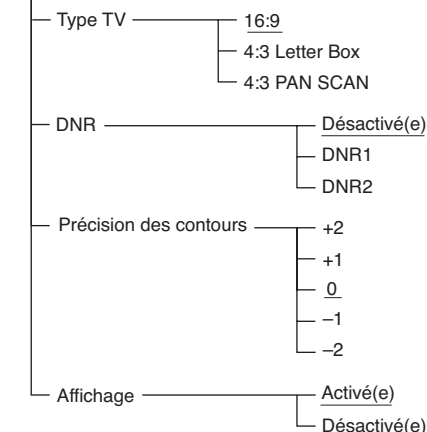 Type TV
16:9
4:3 Letter Box
4:3 PAN SCAN
DNR
Désactivé(e)
DNR1
DNR2
Précision des contours
+2
+1
0
–1
–2
Affichage
Activé(e)
Désactivé(e)